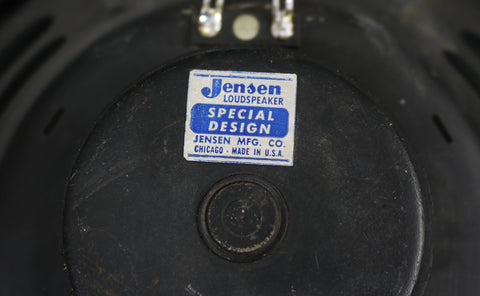 Jensen
LOUDSPEAKER
SPECIAL
DESIGN
JENSEN MFG. CO.
CHICAGO - MADE IN U.S.A.